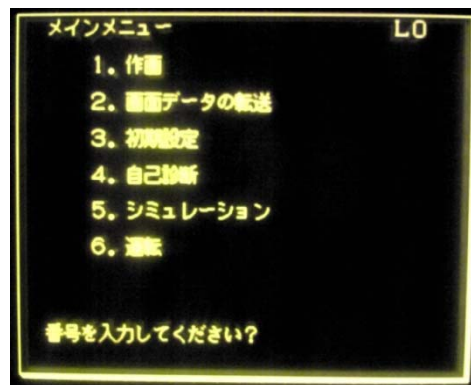 メインメニュー LO
1. 作画
2. 画面データの転送
3. 初期設定
4. 自己診断
5. シミュレーション
6. 運転
番号を入力してください?